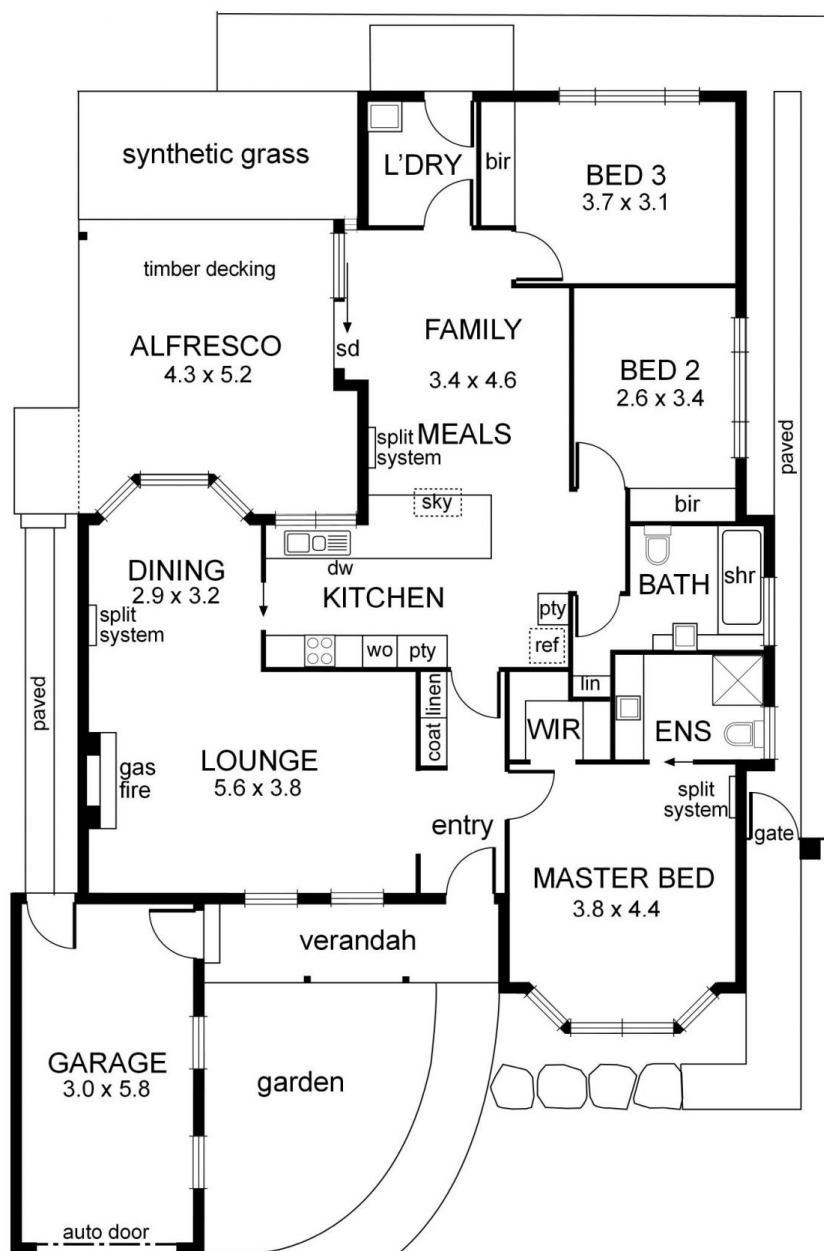 synthetic grass
L'DRY
bir
BED 3
3.7 x 3.1
timber decking
ALFRESCO
4.3 x 5.2
sd
FAMILY
3.4 x 4.6
MEALS
split
system
BED 2
2.6 x 3.4
bir
paved
sky
dw
KITCHEN
DINING
2.9 x 3.2
split
system
wo
pty
pty
ref
BATH
shr
lin
paved
gas
fire
LOUNGE
5.6 x 3.8
coat
linen
WIR
ENS
entry
split
system
gate
MASTER BED
3.8 x 4.4
verandah
GARAGE
3.0 x 5.8
garden
auto door